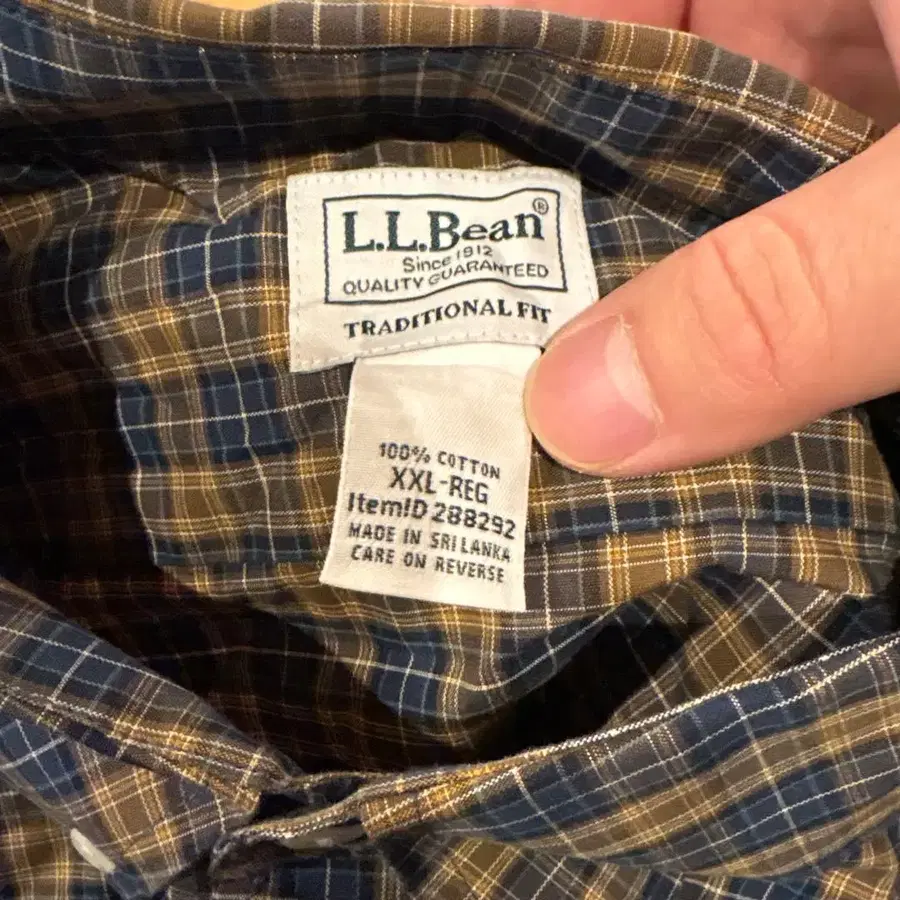 L.L.Bean®
Since 1912
QUALITY GUARANTEED
TRADITIONAL FIT
100% COTTON
XXL-REG
ItemID 288292
MADE IN SRI LANKA
CARE ON REVERSE